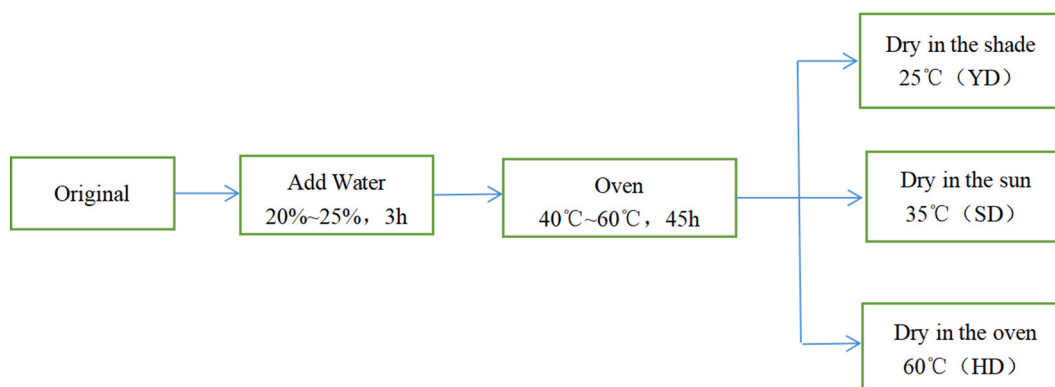 Original
Add Water
20%~25%，3h
Oven
40℃~60℃，45h
Dry in the shade
25℃（YD）
Dry in the sun
35℃（SD）
Dry in the oven
60℃（HD）